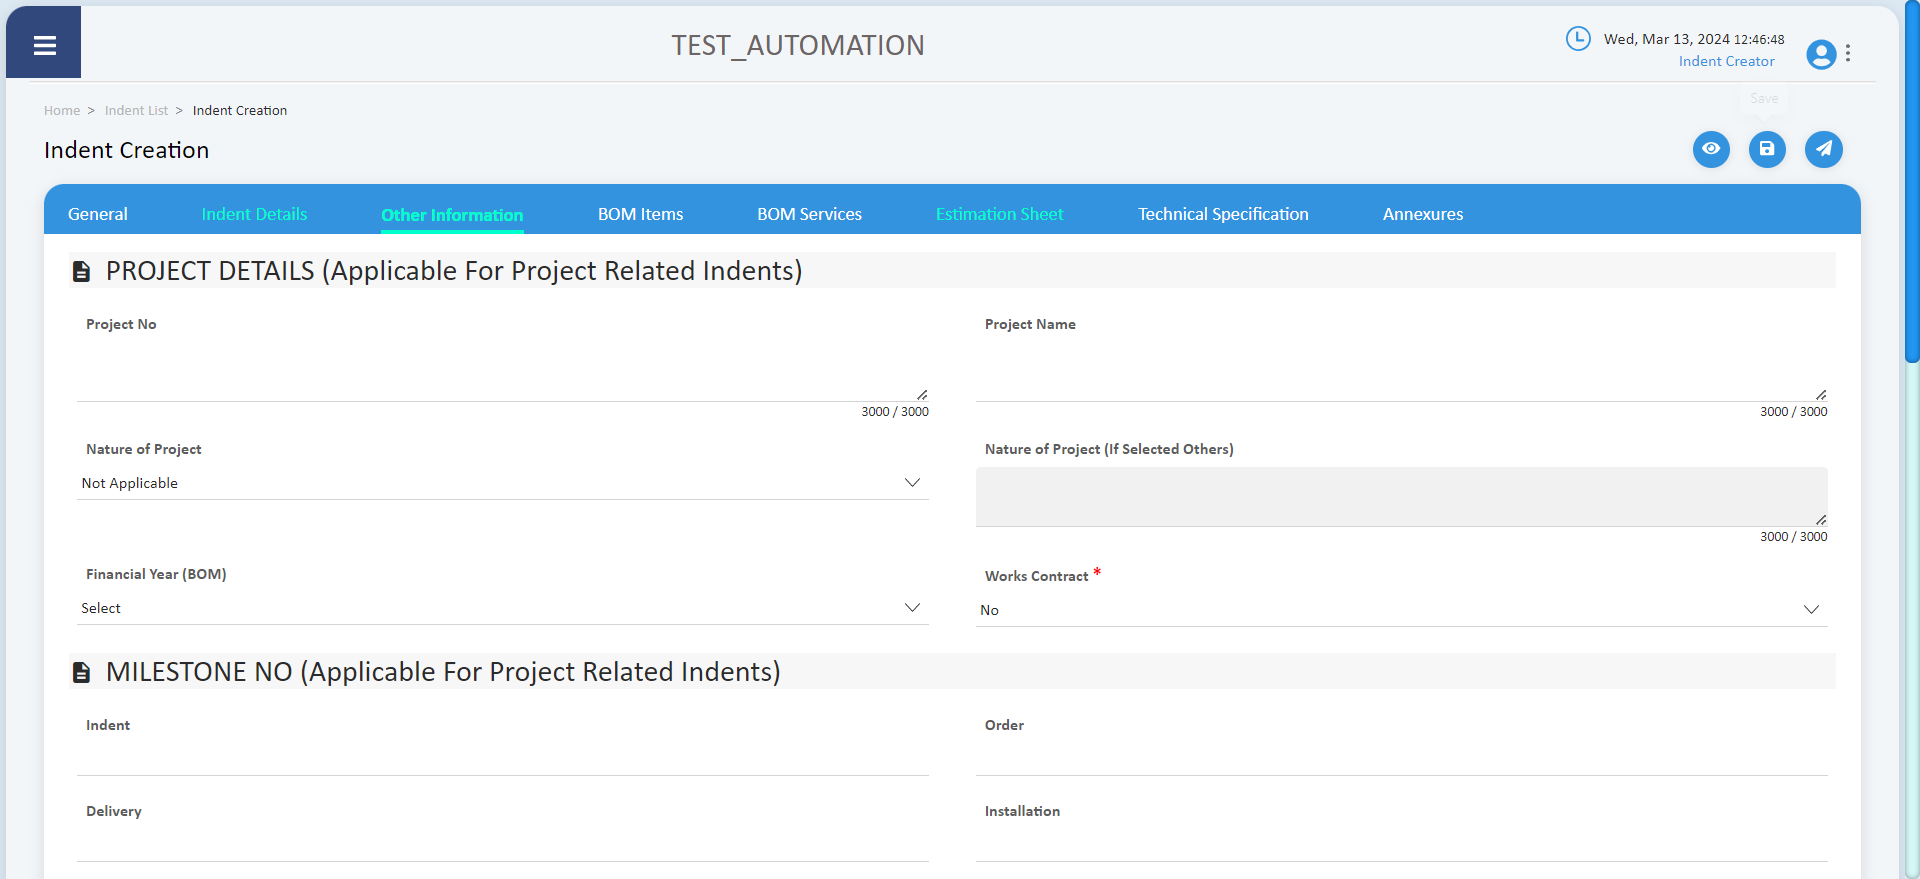 TEST_AUTOMATION
Wed, Mar 13, 2024 12:46:48
Indent Creator
Home > Indent List > Indent Creation
Save
Indent Creation
General Indent Details Other Information BOM Items BOM Services Estimation Sheet Technical Specification Annexures
PROJECT DETAILS (Applicable For Project Related Indents)
Project No Project Name
3000 / 3000 3000 / 3000
Nature of Project Nature of Project (If Selected Others)
Not Applicable
3000 / 3000
Financial Year (BOM) Works Contract *
Select No
MILESTONE NO (Applicable For Project Related Indents)
Indent Order
Delivery Installation